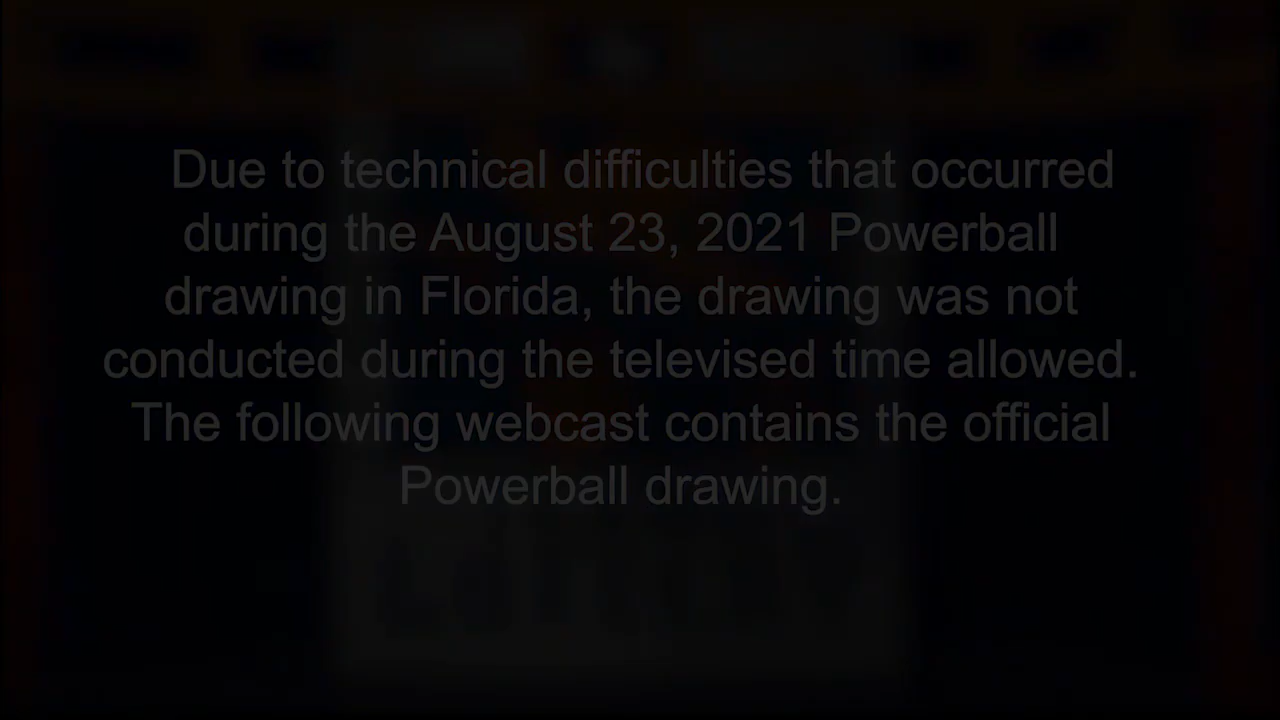 Due to technical difficulties that occurred
during the August 23, 2021 Powerball
drawing in Florida, the drawing was not
conducted during the televised time allowed.
The following webcast contains the official
Powerball drawing.